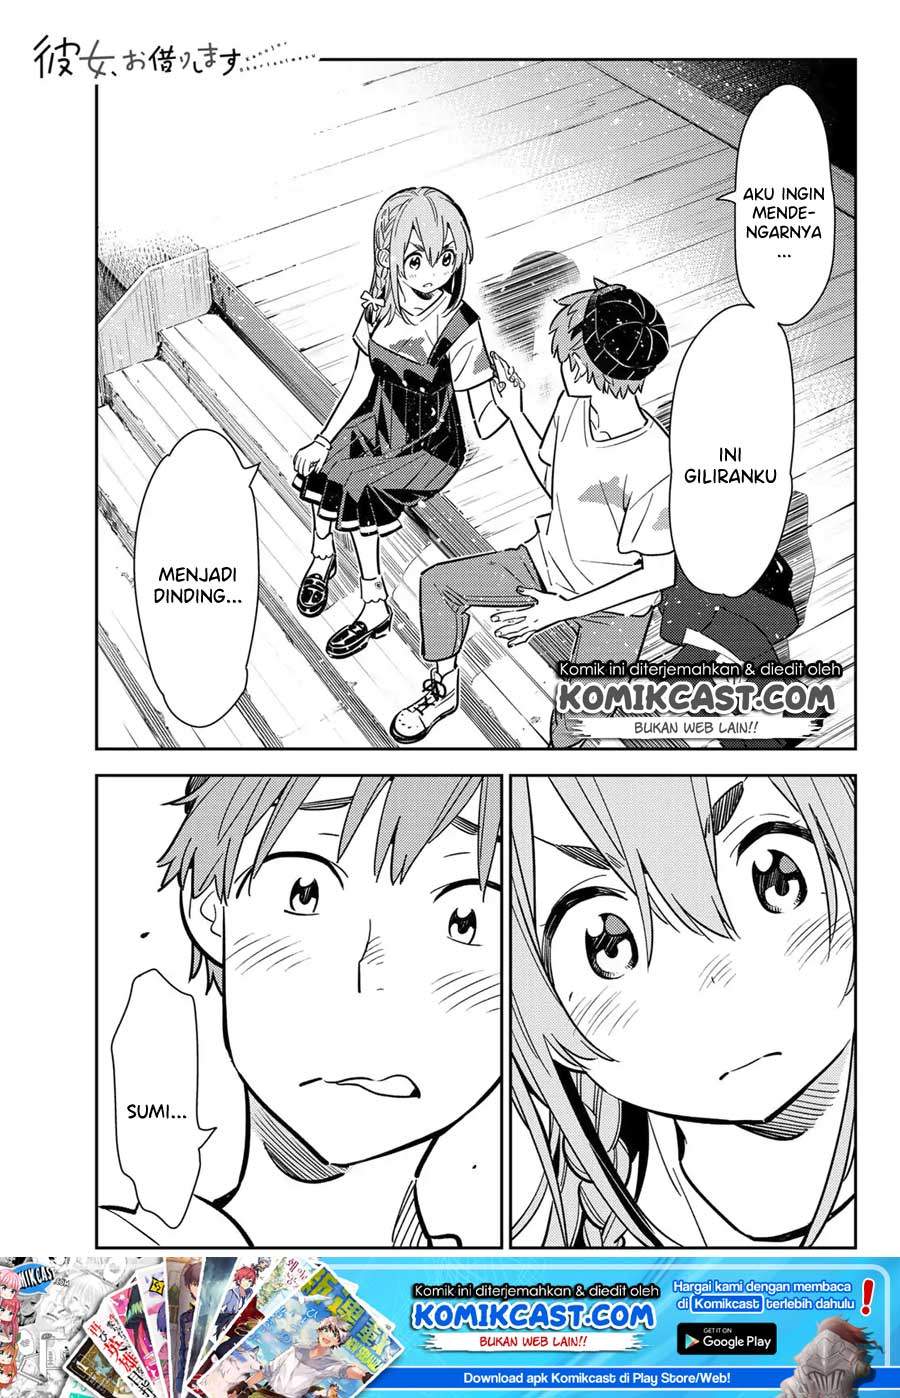 彼女、お借りします
AKU INGIN
MENDE-
NGARNYA
...
INI
GILIRANKU
MENJADI
DINDING...
Komik ini diterjemahkan & diedit oleh
KOMIKCAST.COM
BUKAN WEB LAIN!!
SUMI...
Komik ini diterjemahkan & diedit oleh
KOMIKCAST.COM
BUKAN WEB LAIN!!
Hargai kami dengan membaca
di Komikcast terlebih dahulu !
GET IT ON
Google Play
Download apk Komikcast di Play Store/Web!